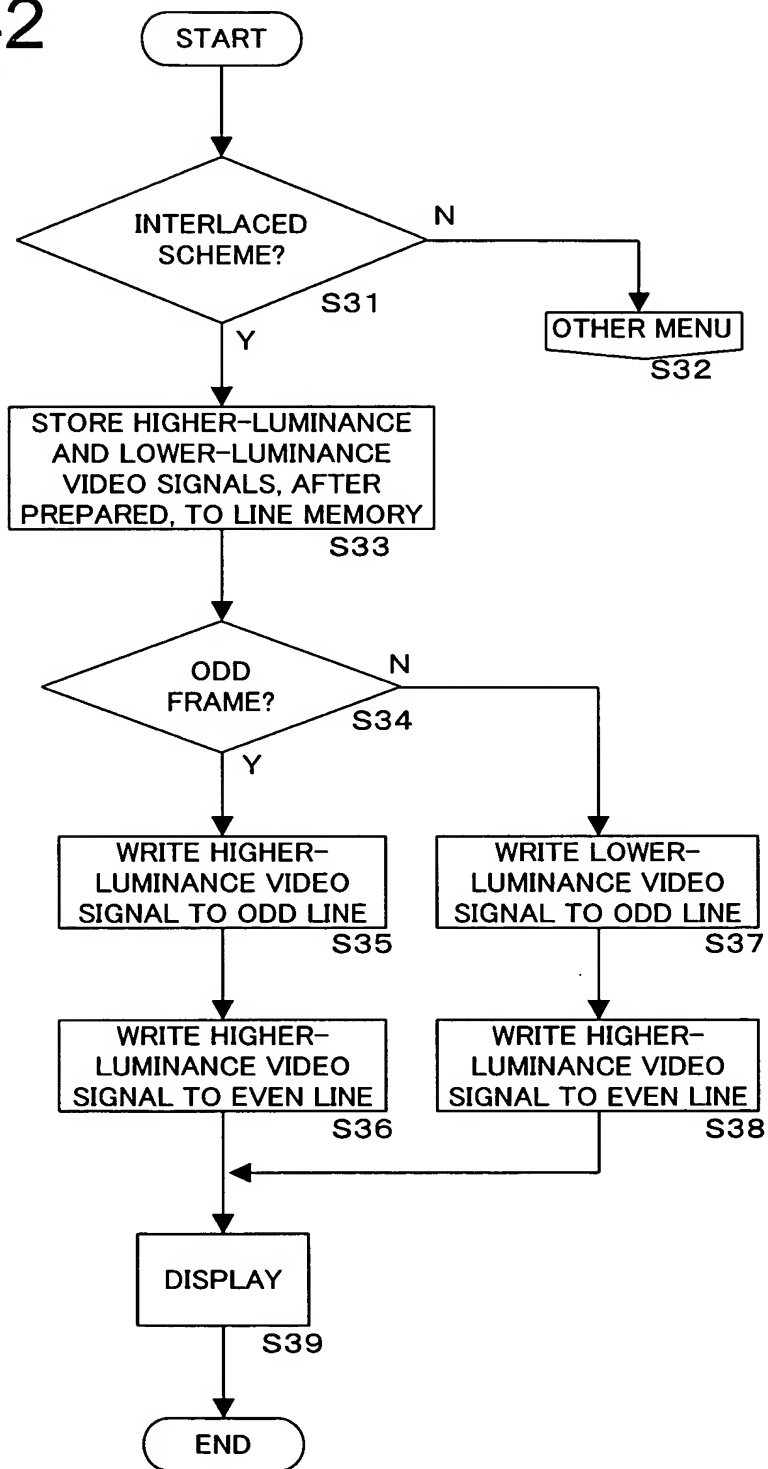 -2
START
INTERLACED
SCHEME?
N
S31
Y
OTHER MENU
S32
STORE HIGHER-LUMINANCE
AND LOWER-LUMINANCE
VIDEO SIGNALS, AFTER
PREPARED, TO LINE MEMORY
S33
ODD
FRAME?
N
S34
Y
WRITE HIGHER-
LUMINANCE VIDEO
SIGNAL TO ODD LINE
S35
WRITE LOWER-
LUMINANCE VIDEO
SIGNAL TO ODD LINE
S37
WRITE HIGHER-
LUMINANCE VIDEO
SIGNAL TO EVEN LINE
S36
WRITE HIGHER-
LUMINANCE VIDEO
SIGNAL TO EVEN LINE
S38
DISPLAY
S39
END